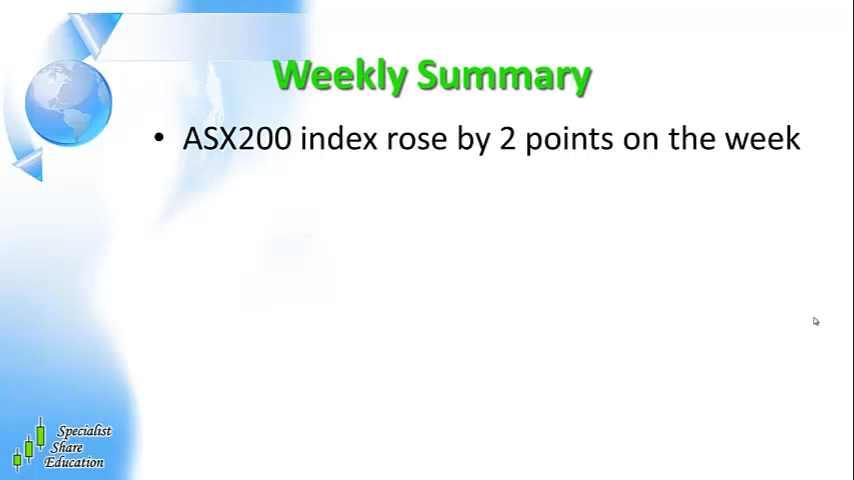 Weekly Summary
• ASX200 index rose by 2 points on the week
Specialist
Share
Education